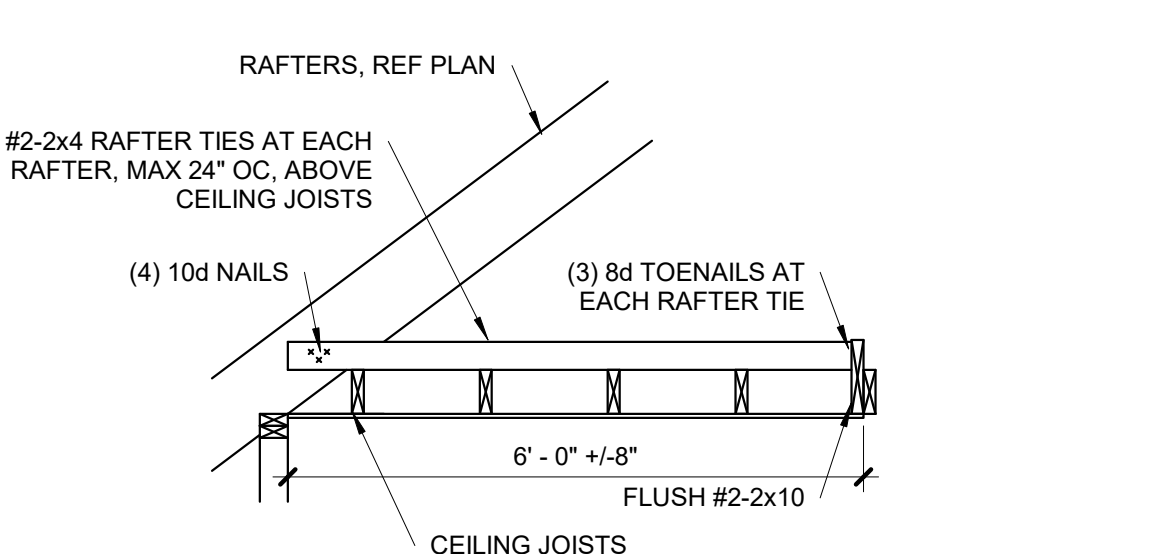 RAFTERS, REF PLAN
#2-2x4 RAFTER TIES AT EACH
RAFTER, MAX 24" OC, ABOVE
CEILING JOISTS
(4) 10d NAILS
(3) 8d TOENAILS AT
EACH RAFTER TIE
6' - 0" +/-8"
FLUSH #2-2x10
CEILING JOISTS